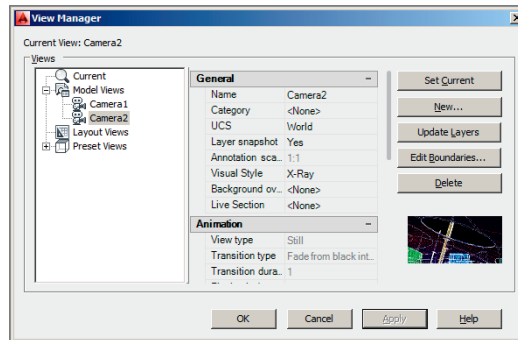 View Manager
Current View: Camera2
Views
Current
Model Views
Camera1
Camera2
Layout Views
Preset Views
General
Name Camera2
Category <None>
UCS World
Layer snapshot Yes
Annotation sca... 1:1
Visual Style X-Ray
Background ov... <None>
Live Section <None>
Animation
View type Still
Transition type Fade from black int...
Transition dura... 1
Set Current
New...
Update Layers
Edit Boundaries...
Delete
OK
Cancel
Apply
Help